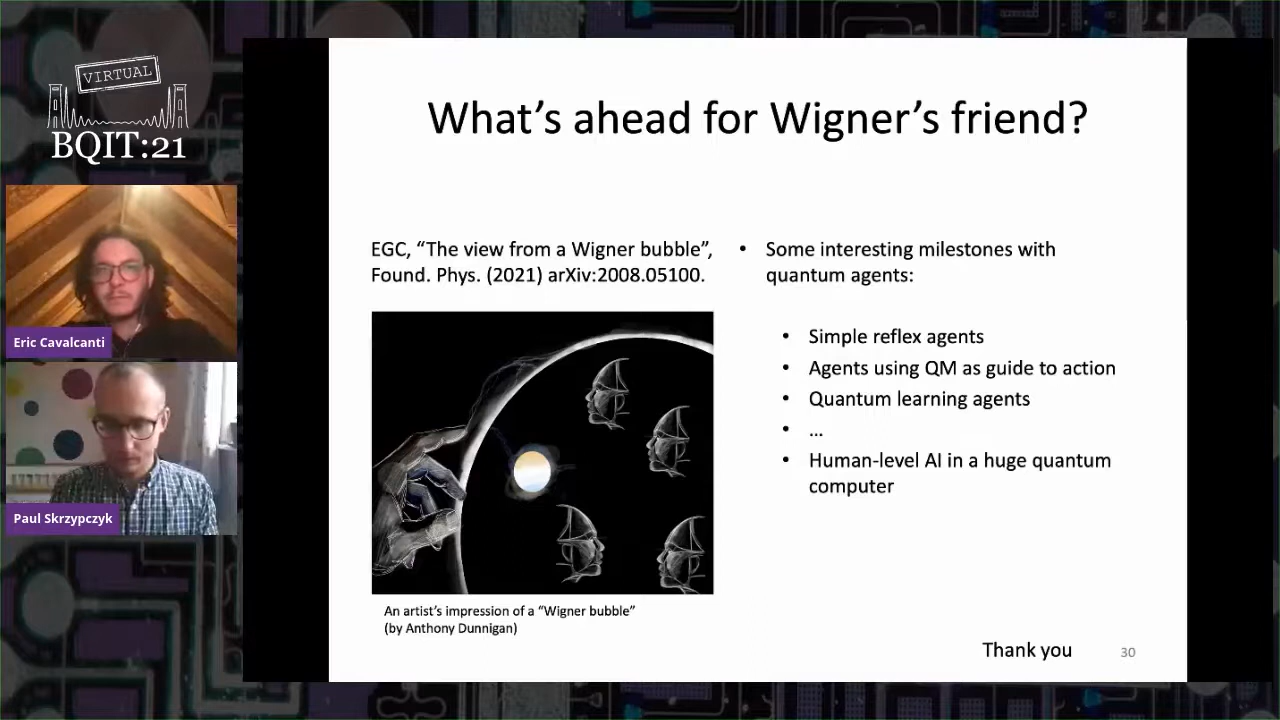 VIRTUAL
BQIT:21
Eric Cavalcanti
Paul Skrzypczyk
What's ahead for Wigner's friend?
EGC, “The view from a Wigner bubble”,
Found. Phys. (2021) arXiv:2008.05100.
An artist's impression of a “Wigner bubble”
(by Anthony Dunnigan)
• Some interesting milestones with
quantum agents:
• Simple reflex agents
• Agents using QM as guide to action
• Quantum learning agents
• ...
• Human-level AI in a huge quantum
computer
Thank you
30